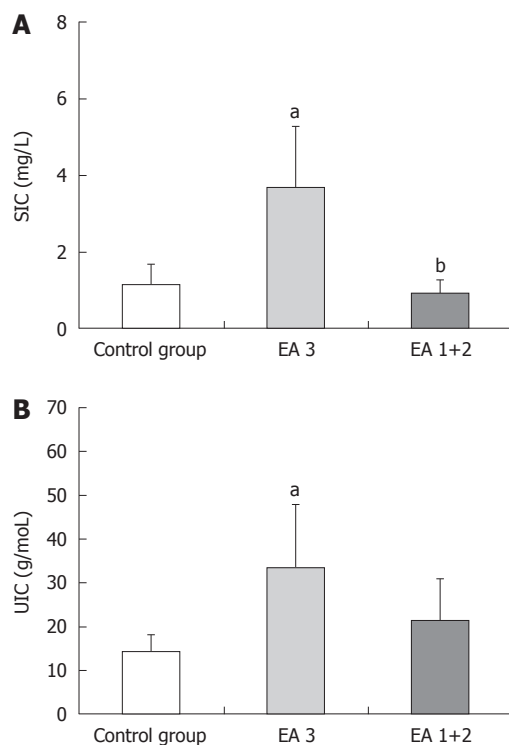 A
8
6
4
2
0
SIC (mg/L)
a
b
Control group EA 3 EA 1+2
B
70
60
50
40
30
20
10
0
UIC (g/moL)
a
Control group EA 3 EA 1+2